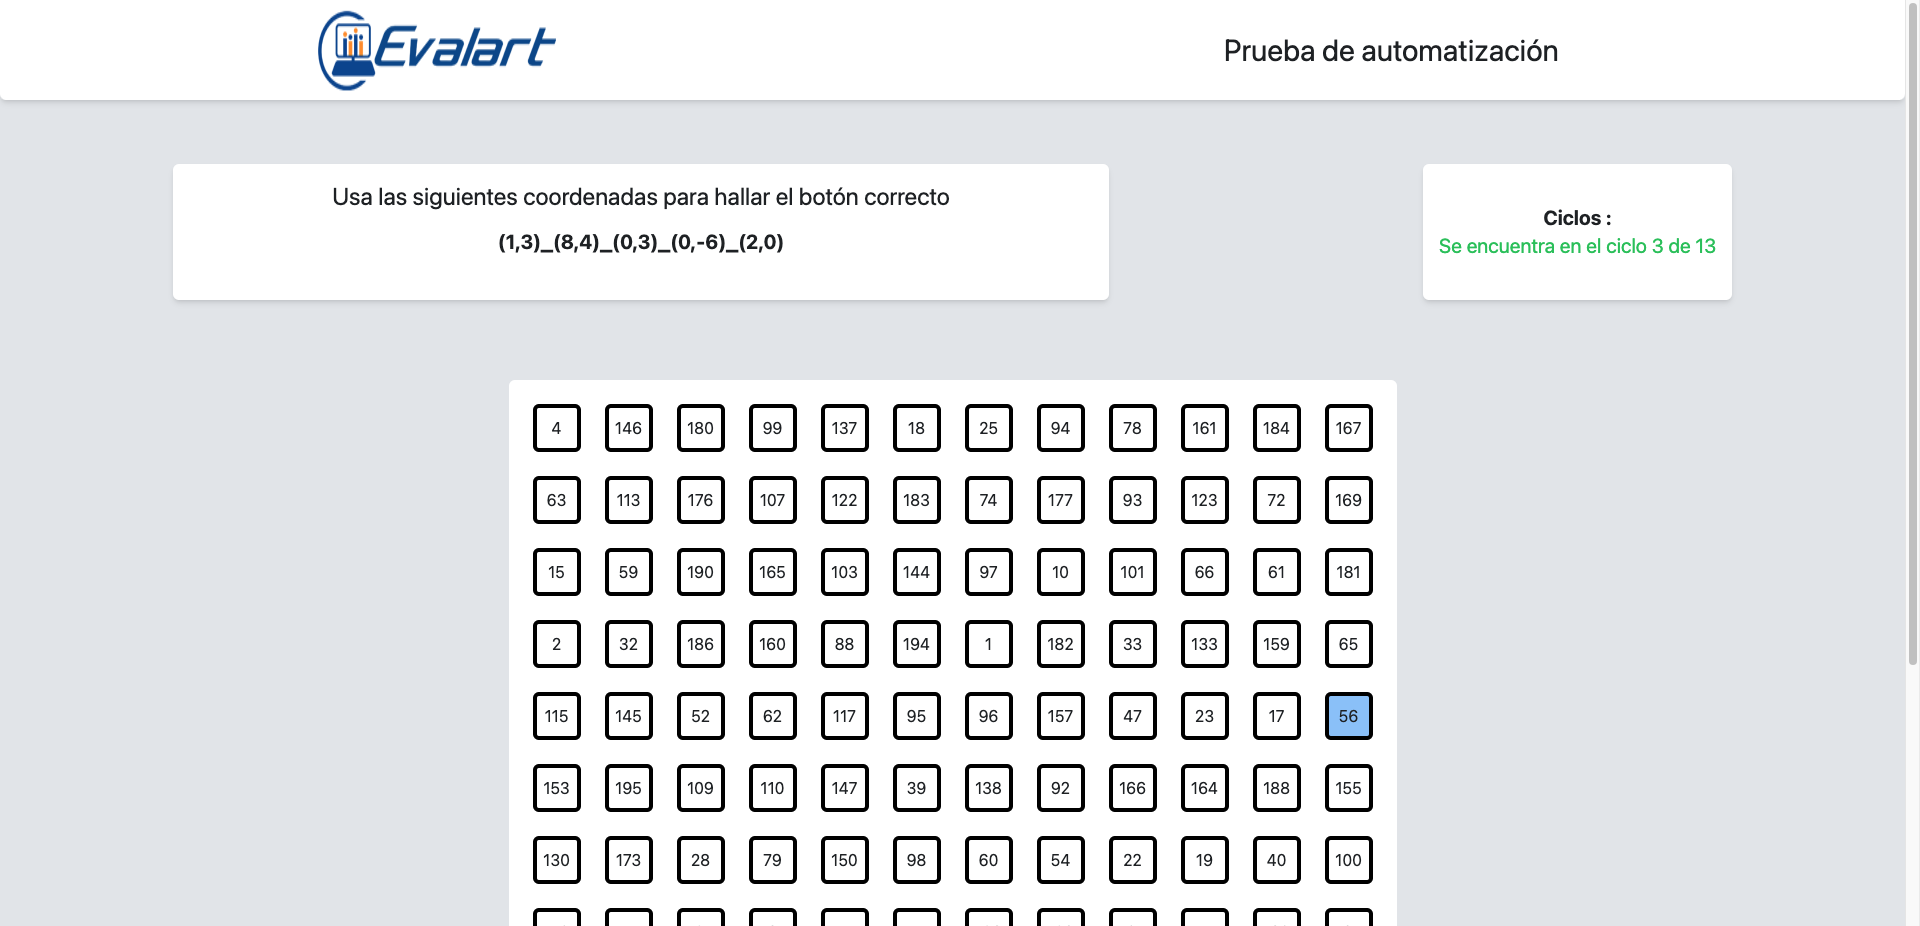 Evalart
Prueba de automatización
Usa las siguientes coordenadas para hallar el botón correcto
(1,3)_(8,4)_(0,3)_(0,-6)_(2,0)
Ciclos :
Se encuentra en el ciclo 3 de 13
4 146 180 99 137 18 25 94 78 161 184 167
63 113 176 107 122 183 74 177 93 123 72 169
15 59 190 165 103 144 97 10 101 66 61 181
2 32 186 160 88 194 1 182 33 133 159 65
115 145 52 62 117 95 96 157 47 23 17 56
153 195 109 110 147 39 138 92 166 164 188 155
130 173 28 79 150 98 60 54 22 19 40 100